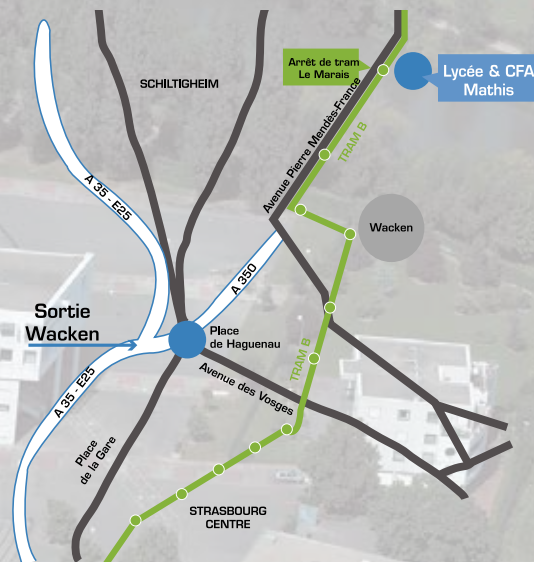 Arrêt de tram
Le Marais
Lycée & CFA
Mathis
SCHILTIGHEIM
Avenue Pierre Mendès-France
TRAM B
A 35 - E25
Wacken
A 350
Sortie
Wacken
Place
de Haguenau
TRAM B
Avenue des Vosges
A 35 - E25
Place
de la Gare
STRASBOURG
CENTRE